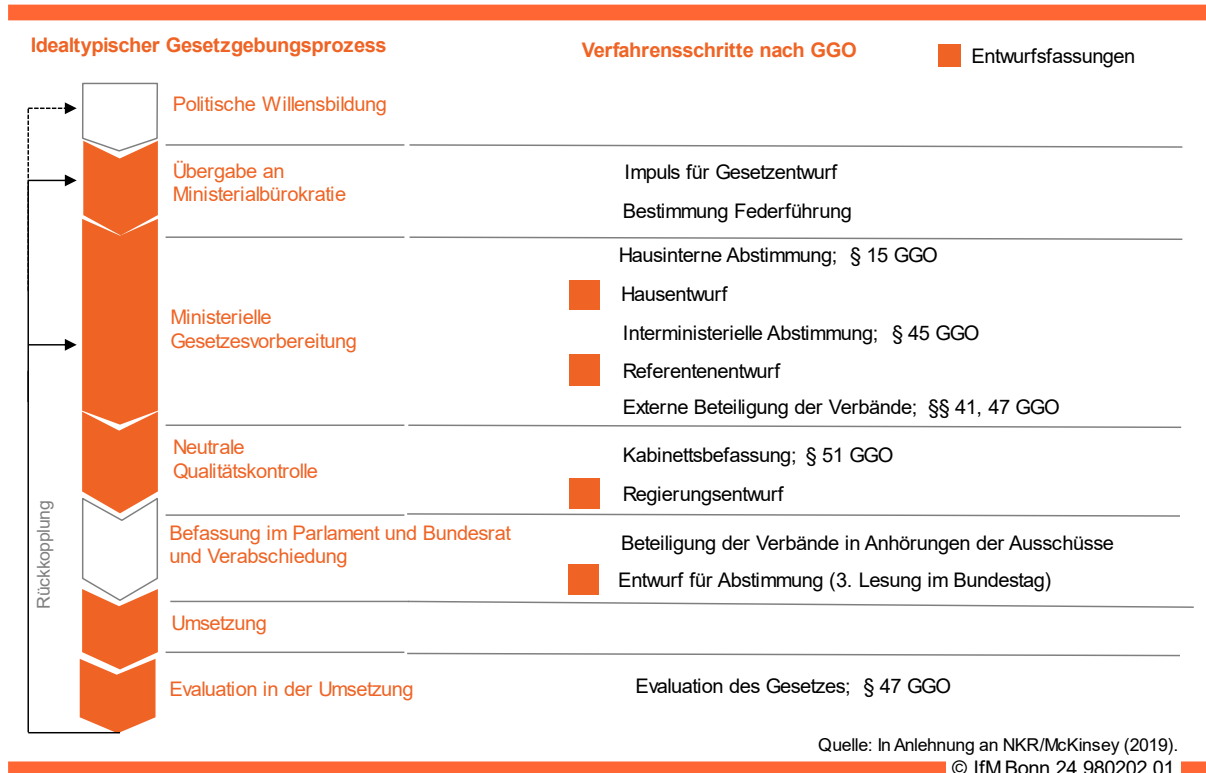 Idealtypischer Gesetzgebungsprozess
Verfahrensschritte nach GGO
Entwurfsfassungen
Politische Willensbildung
Übergabe an
Ministerialbürokratie
Impuls für Gesetzentwurf
Bestimmung Federführung
Ministerielle
Gesetzesvorbereitung
Hausinterne Abstimmung; § 15 GGO
Hausentwurf
Interministerielle Abstimmung; § 45 GGO
Referentenentwurf
Externe Beteiligung der Verbände; §§ 41, 47 GGO
Neutrale
Qualitätskontrolle
Kabinettsbefassung; § 51 GGO
Regierungsentwurf
Befassung im Parlament und Bundesrat
und Verabschiedung
Beteiligung der Verbände in Anhörungen der Ausschüsse
Entwurf für Abstimmung (3. Lesung im Bundestag)
Umsetzung
Evaluation in der Umsetzung
Evaluation des Gesetzes; § 47 GGO
Rückkopplung
Quelle: In Anlehnung an NKR/McKinsey (2019).
© IfM Bonn 24 980202 01